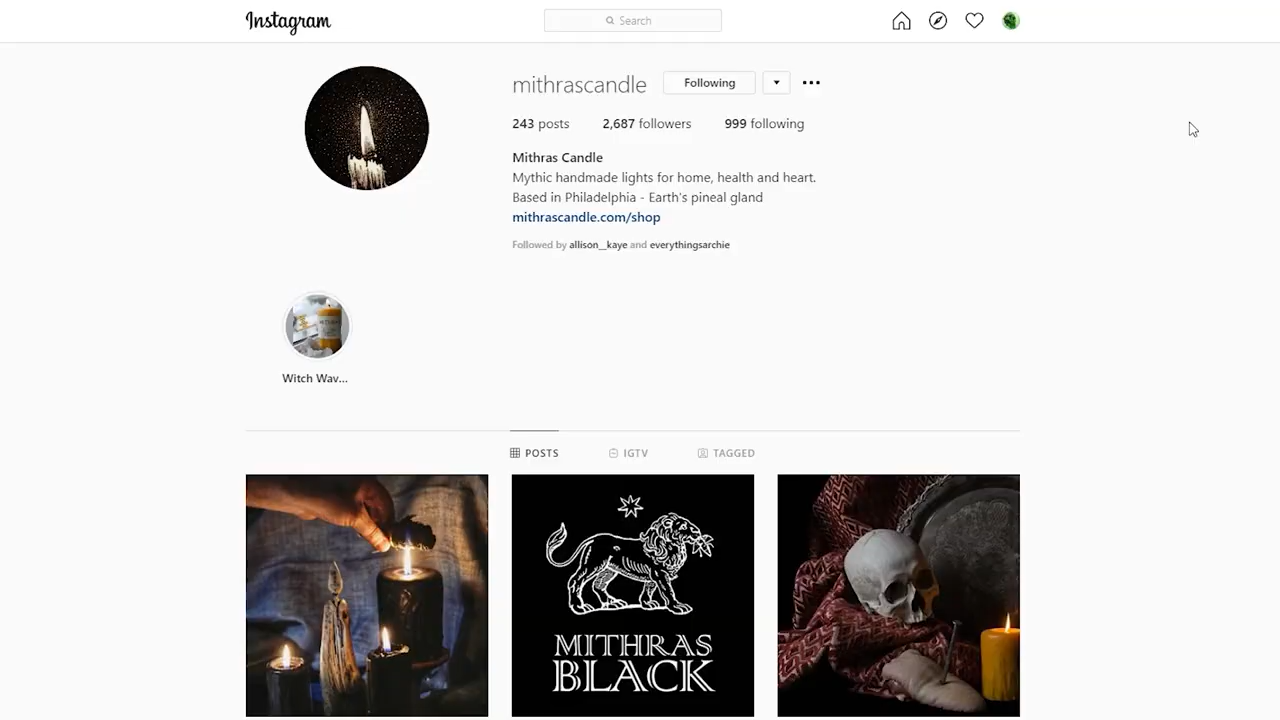 Instagram
Search
mithrascandle
Following
243 posts 2,687 followers 999 following
Mithras Candle
Mythic handmade lights for home, health and heart.
Based in Philadelphia - Earth's pineal gland
mithrascandle.com/shop
Followed by allison__kaye and everythingsarchie
Witch Wav...
POSTS IGTV TAGGED
MITHRAS
BLACK